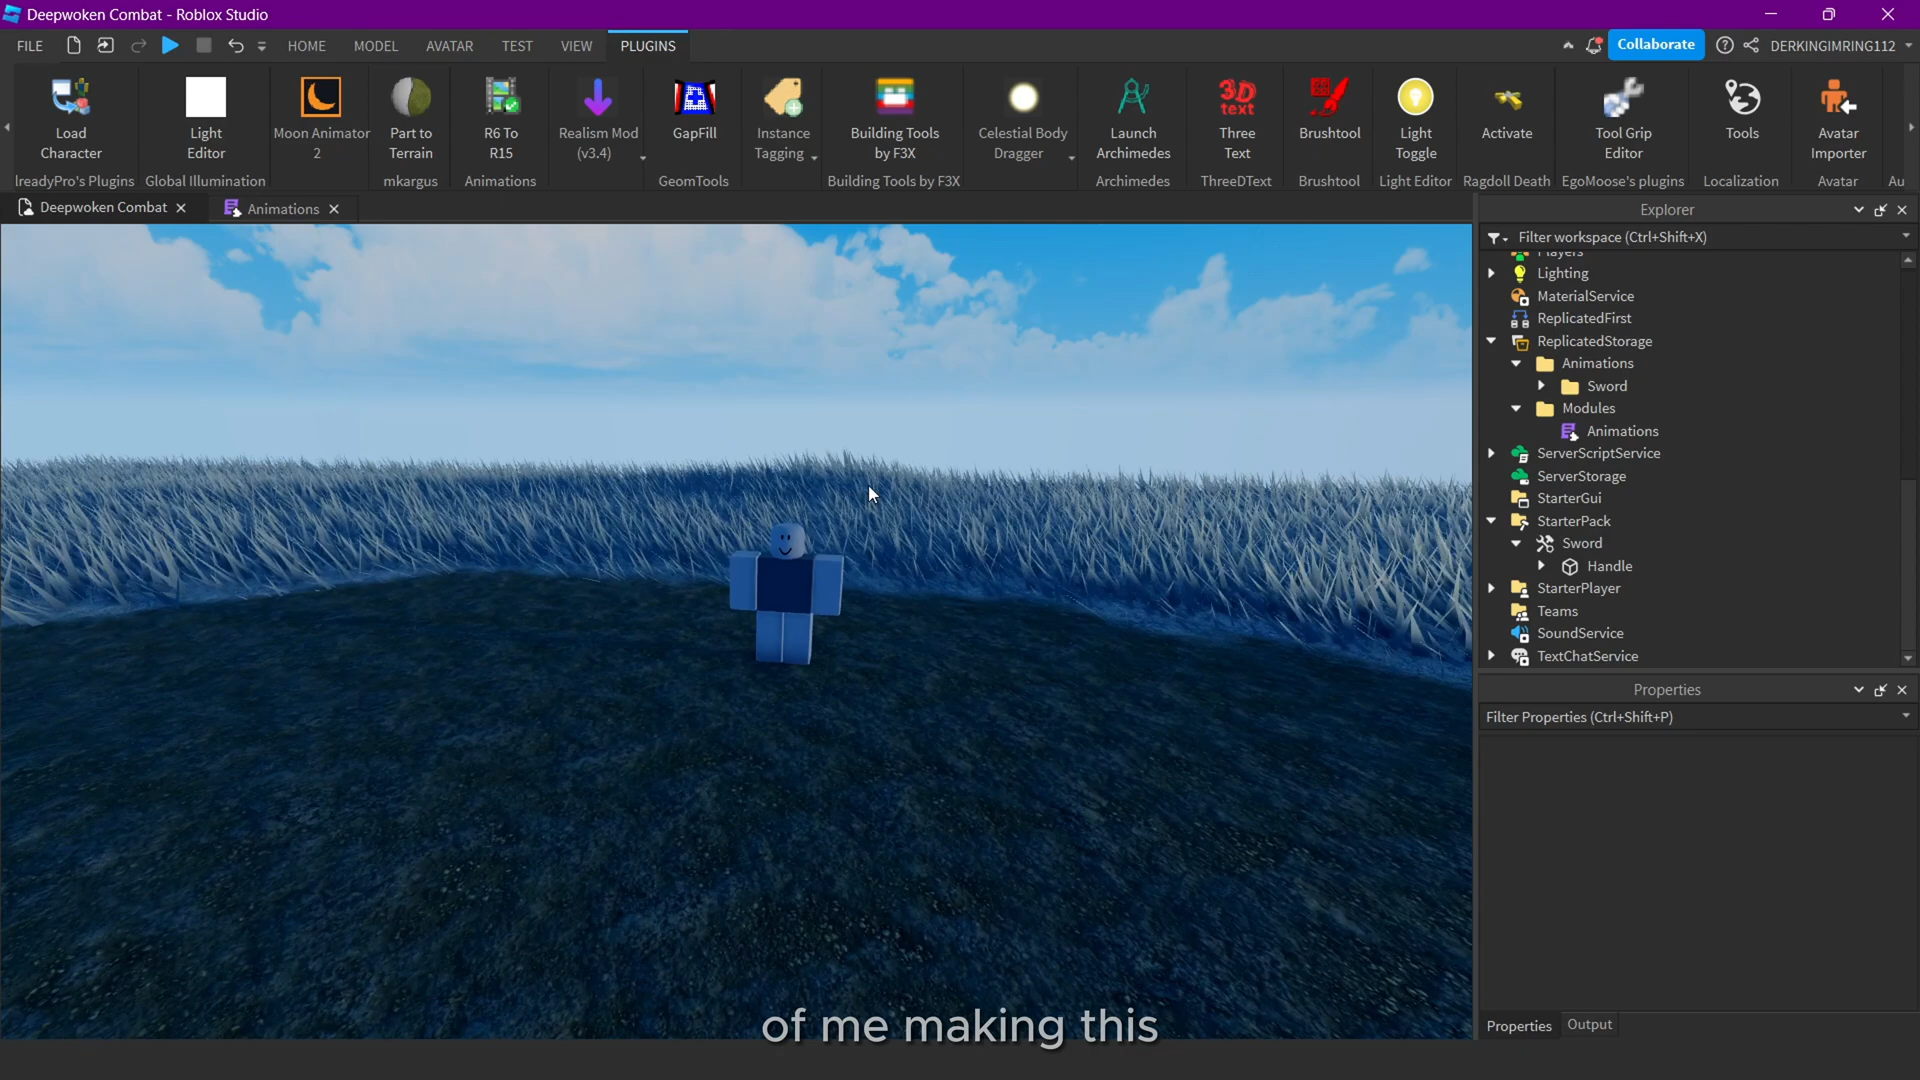 Deepwoken Combat - Roblox Studio
FILE HOME MODEL AVATAR TEST VIEW PLUGINS Collaborate DERKINGIMRING112
Load Character
Light Editor
Moon Animator 2
Part to Terrain
R6 To R15
Realism Mod (v3.4)
GapFill
Instance Tagging
Building Tools by F3X
Celestial Body Dragger
Launch Archimedes
3D text
Three Text
Brushtool
Light Toggle
Activate
Tool Grip Editor
Tools
Avatar Importer
IreadyPro's Plugins Global Illumination mkargus Animations GeomTools Building Tools by F3X Archimedes ThreeDText Brushtool Light Editor Ragdoll Death EgoMoose's plugins Localization Avatar Au
Deepwoken Combat Animations
Explorer
Filter workspace (Ctrl+Shift+X)
Players
Lighting
MaterialService
ReplicatedFirst
ReplicatedStorage
Animations
Sword
Modules
Animations
ServerScriptService
ServerStorage
StarterGui
StarterPack
Sword
Handle
StarterPlayer
Teams
SoundService
TextChatService
Properties
Filter Properties (Ctrl+Shift+P)
Properties Output
of me making this